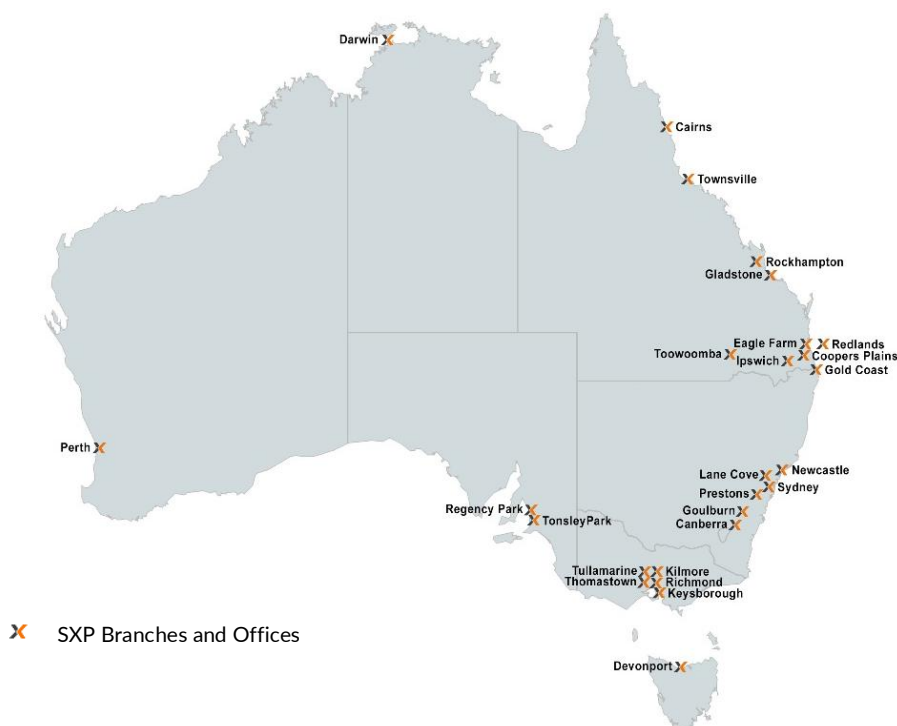 Darwin
Cairns
Townsville
Rockhampton
Gladstone
Eagle Farm
Redlands
Toowoomba
Coopers Plains
Ipswich
Gold Coast
Perth
Newcastle
Lane Cove
Sydney
Prestons
Regency Park
Goulburn
TonsleyPark
Canberra
Tullamarine
Kilmore
Thomastown
Richmond
Keysborough
SXP Branches and Offices
Devonport